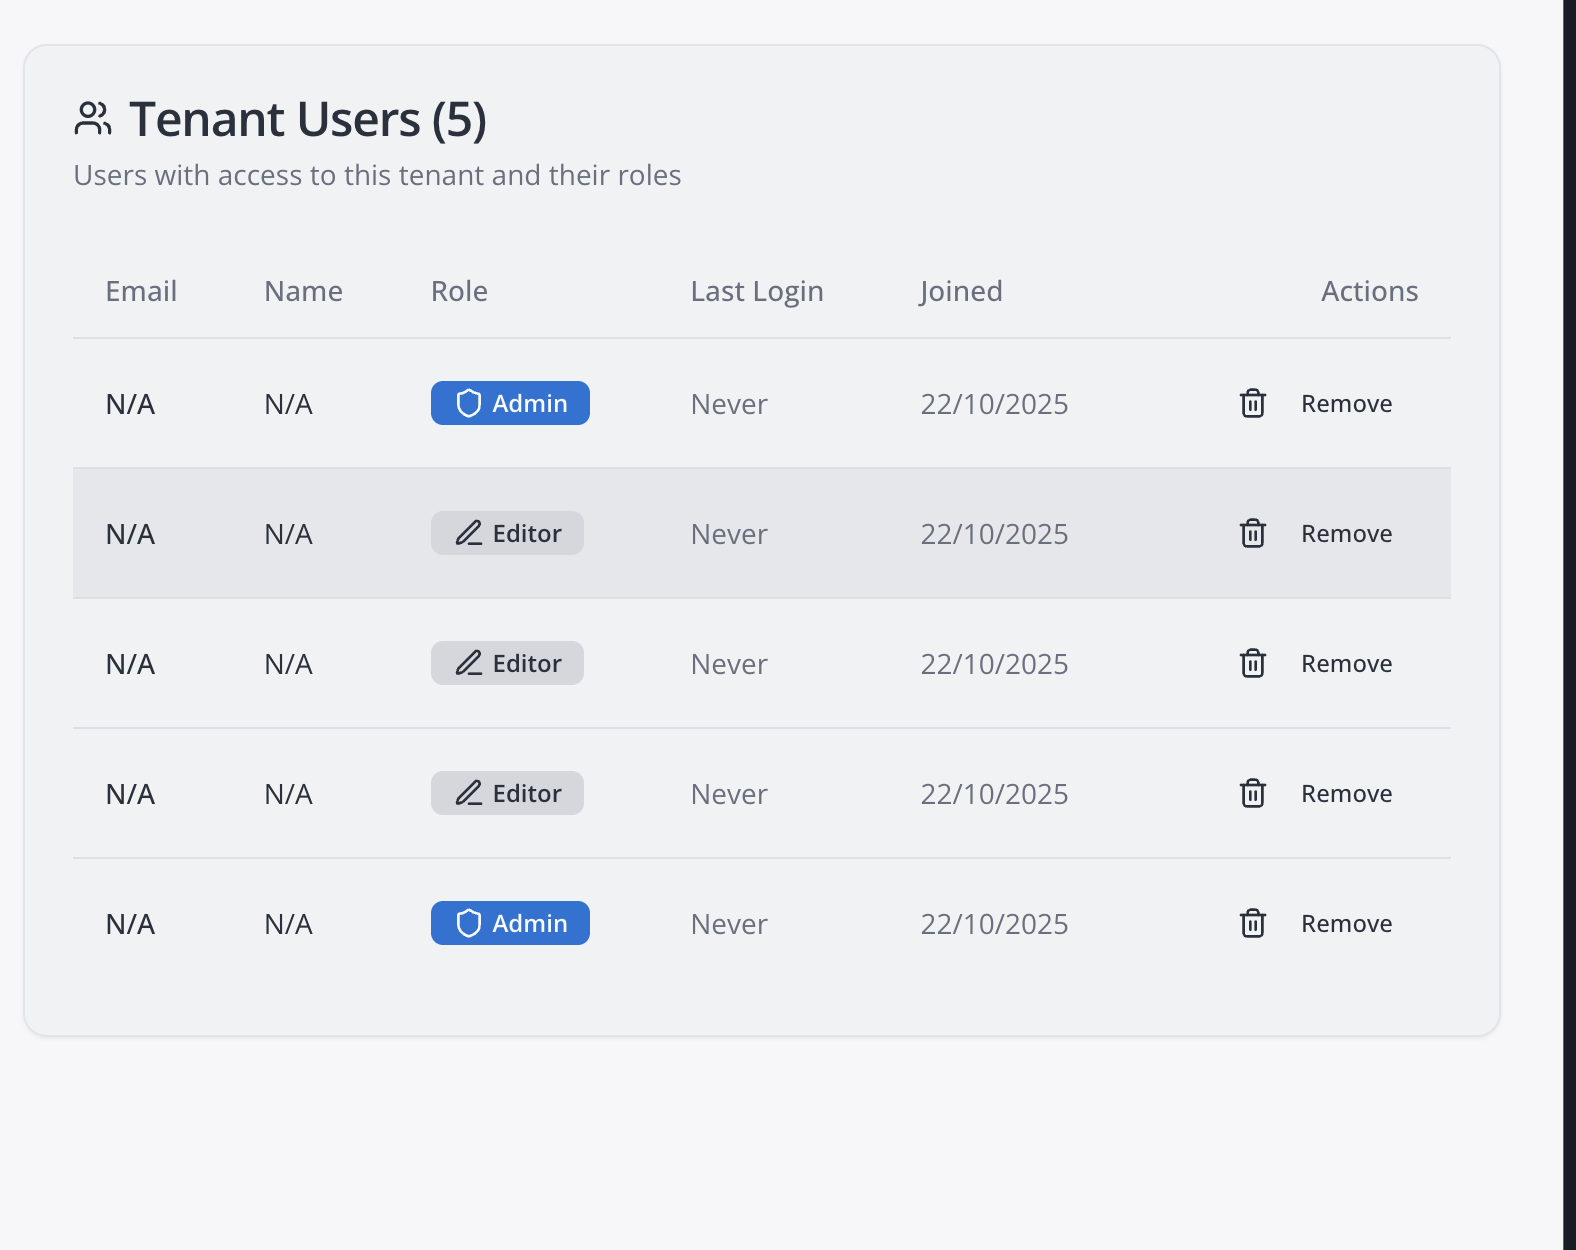 Tenant Users (5)
Users with access to this tenant and their roles
Email Name Role Last Login Joined Actions
N/A N/A Admin Never 22/10/2025 Remove
N/A N/A Editor Never 22/10/2025 Remove
N/A N/A Editor Never 22/10/2025 Remove
N/A N/A Editor Never 22/10/2025 Remove
N/A N/A Admin Never 22/10/2025 Remove